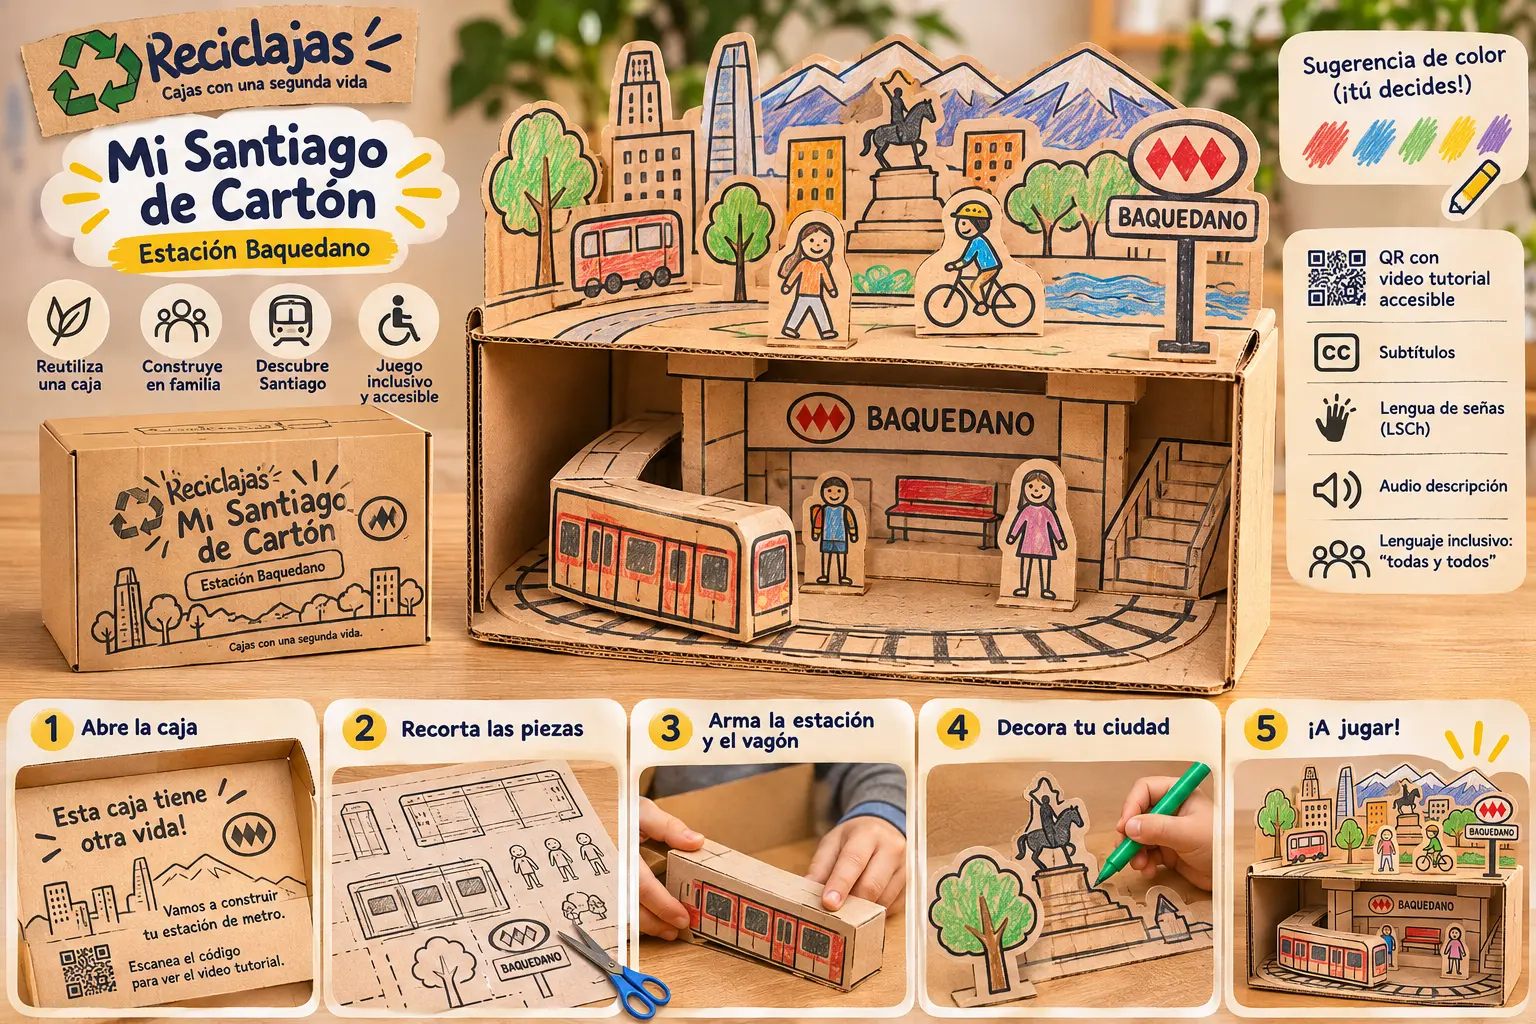 Reciclajas
Cajas con una segunda vida
Mi Santiago
de Cartón
Estación Baquedano
Reutiliza
una caja
Construye
en familia
Descubre
Santiago
Juego
inclusivo
y accesible
Reciclajas
Mi Santiago
de Cartón
Estación Baquedano
Cajas con una segunda vida.
BAQUEDANO
BAQUEDANO
Sugerencia de color
(¡tú decides!)
QR con
video tutorial
accesible
CC
Subtítulos
Lengua de señas
(LSCh)
Audio descripción
Lenguaje inclusivo:
"todas y todos"
1 Abre la caja
Esta caja tiene
otra vida!
Vamos a construir
tu estación de metro.
Escanea el código
para ver el video tutorial.
2 Recorta las piezas
BAQUEDANO
3 Arma la estación
y el vagón
4 Decora tu ciudad
5 ¡A jugar!
BAQUEDANO
BAQUEDANO